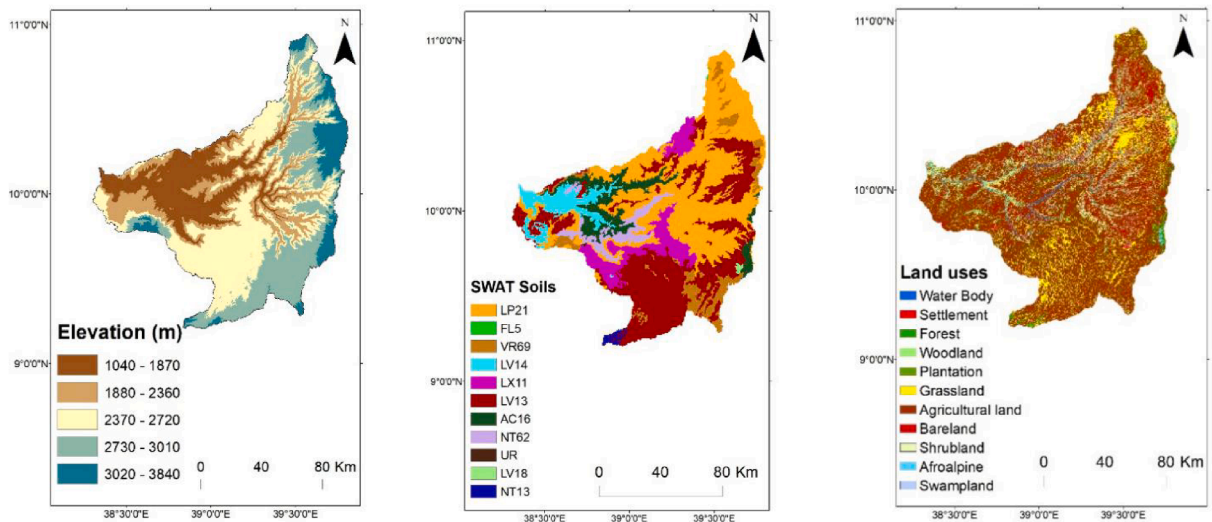 11°0'0"N
N
10°0'0"N
Elevation (m)
9°0'0"N
1040 - 1870
1880 - 2360
2370 - 2720
2730 - 3010
3020 - 3840
0 40 80 Km
38°30'0"E 39°0'0"E 39°30'0"E
11°0'0"N
N
10°0'0"N
SWAT Soils
LP21
FL5
VR69
LV14
9°0'0"N
LX11
LV13
AC16
NT62
UR
LV18
NT13
0 40 80 Km
38°30'0"E 39°0'0"E 39°30'0"E
11°0'0"N
N
10°0'0"N
Land uses
Water Body
Settlement
Forest
Woodland
9°0'0"N
Plantation
Grassland
Agricultural land
Bareland
Shrubland
Afroalpine
Swampland
0 40 80 Km
38°30'0"E 39°0'0"E 39°30'0"E